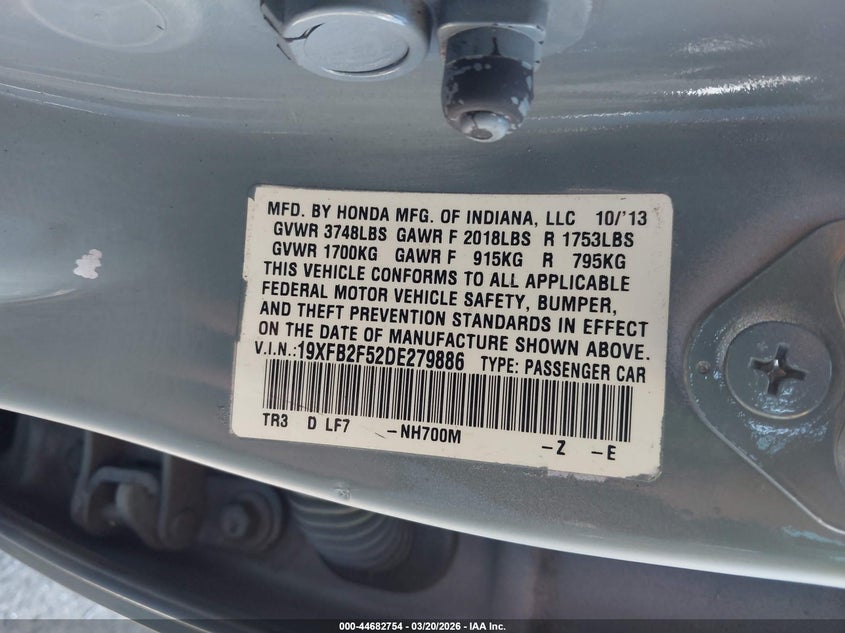 MFD. BY HONDA MFG. OF INDIANA, LLC 10/'13
GVWR 3748LBS GAWR F 2018LBS R 1753LBS
GVWR 1700KG GAWR F 915KG R 795KG
THIS VEHICLE CONFORMS TO ALL APPLICABLE
FEDERAL MOTOR VEHICLE SAFETY, BUMPER,
AND THEFT PREVENTION STANDARDS IN EFFECT
ON THE DATE OF MANUFACTURE SHOWN ABOVE.
V.I.N.:19XFB2F52DE279886 TYPE: PASSENGER CAR
TR3 D LF7 -NH700M -Z -E
000-44682754 - 03/20/2026 - IAA Inc.